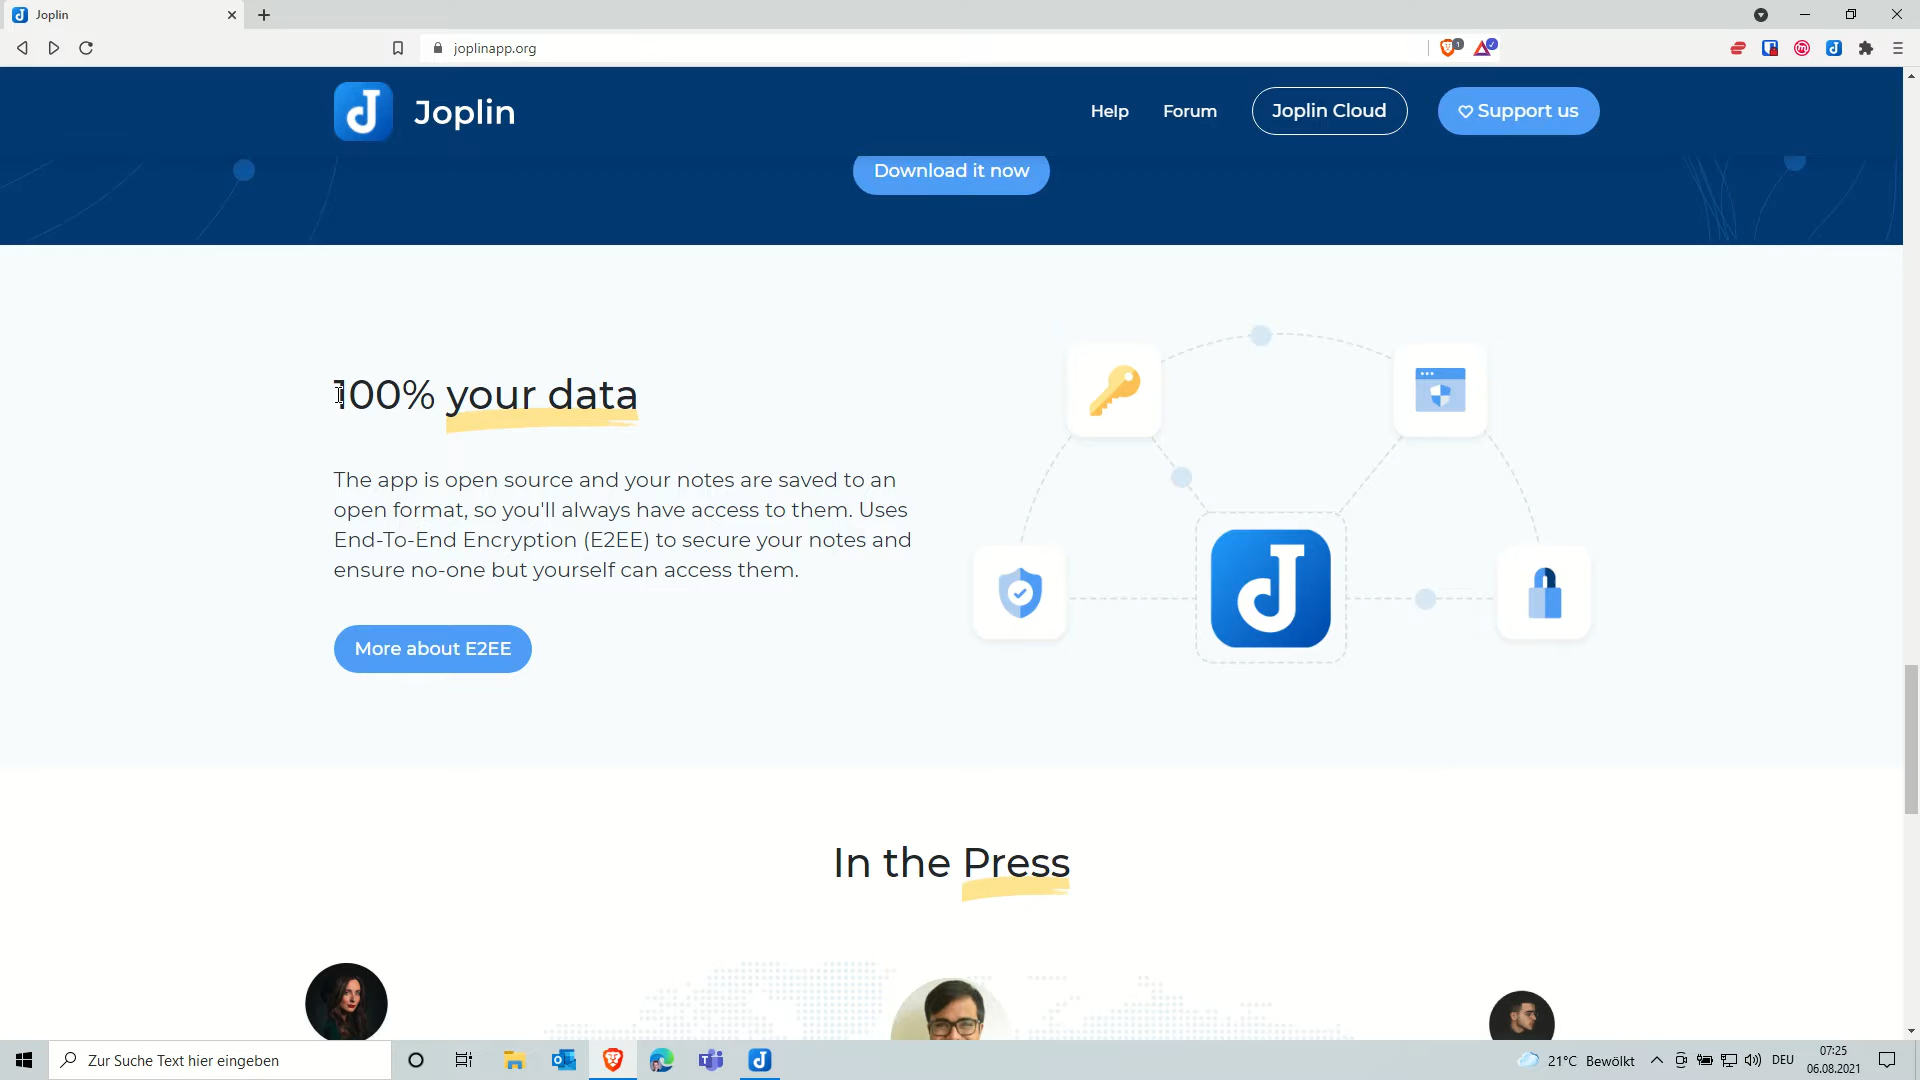 Joplin
joplinapp.org
1
Joplin
Help
Forum
Joplin Cloud
Support us
Download it now
100% your data
The app is open source and your notes are saved to an
open format, so you'll always have access to them. Uses
End-To-End Encryption (E2EE) to secure your notes and
ensure no-one but yourself can access them.
More about E2EE
In the Press
Zur Suche Text hier eingeben
21°C Bewölkt
DEU
07:25
06.08.2021